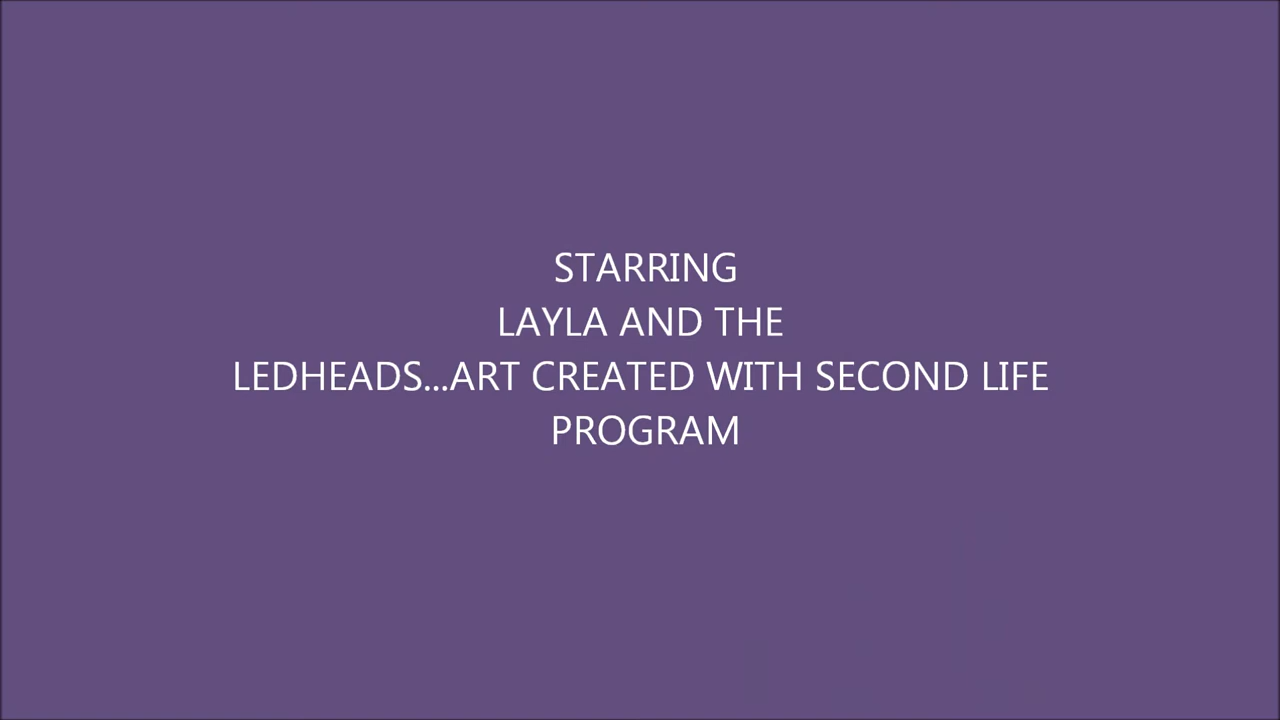 STARRING
LAYLA AND THE
LEDHEADS...ART CREATED WITH SECOND LIFE
PROGRAM